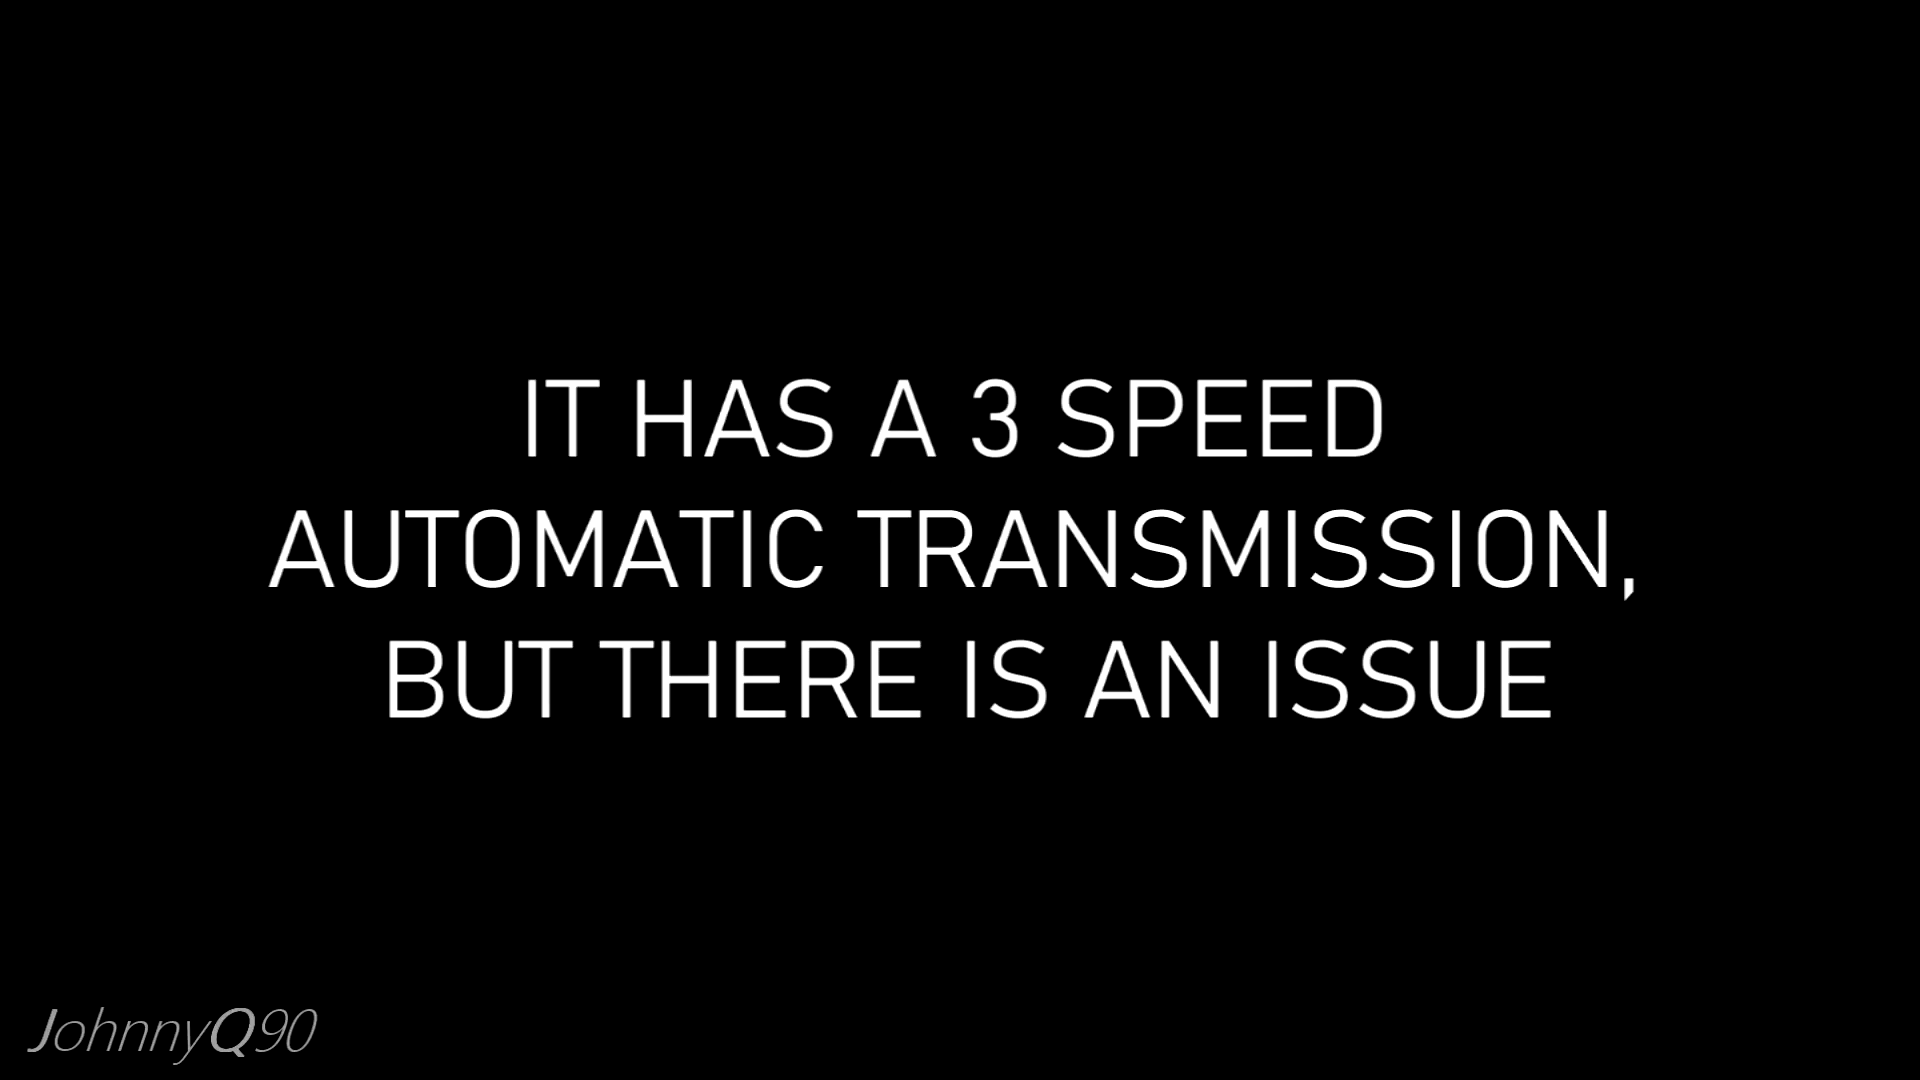 IT HAS A 3 SPEED
AUTOMATIC TRANSMISSION,
BUT THERE IS AN ISSUE
JohnnyQ90